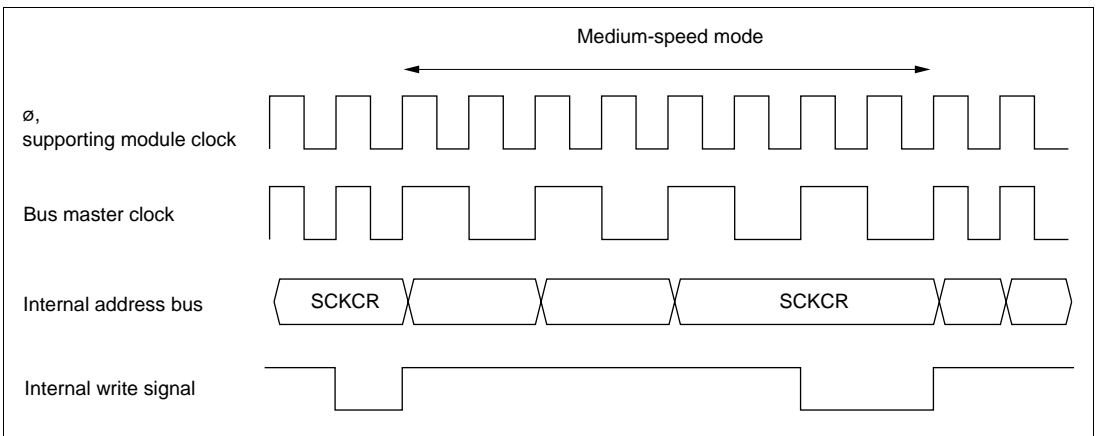 Medium-speed mode
ø,
supporting module clock
Bus master clock
Internal address bus
SCKCR
SCKCR
Internal write signal